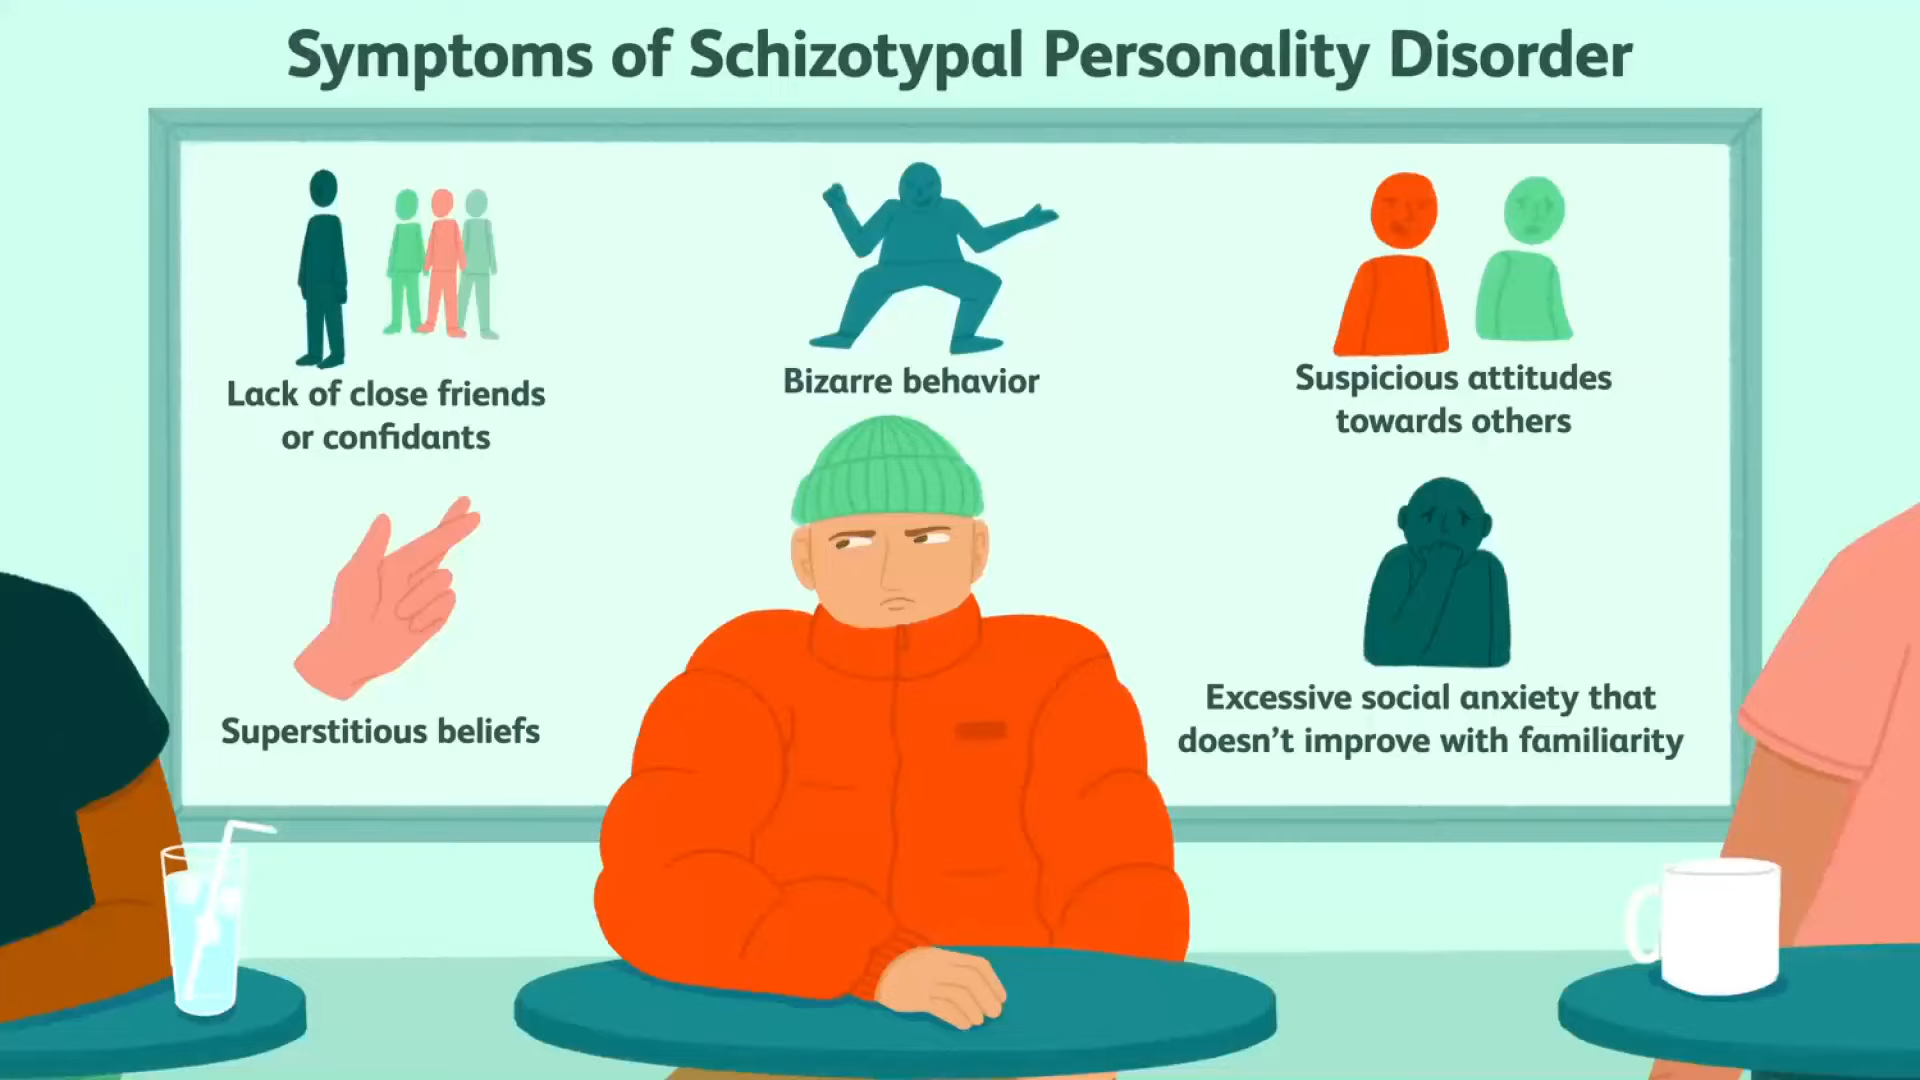 Symptoms of Schizotypal Personality Disorder
Lack of close friends
or confidants
Bizarre behavior
Suspicious attitudes
towards others
Superstitious beliefs
Excessive social anxiety that
doesn’t improve with familiarity